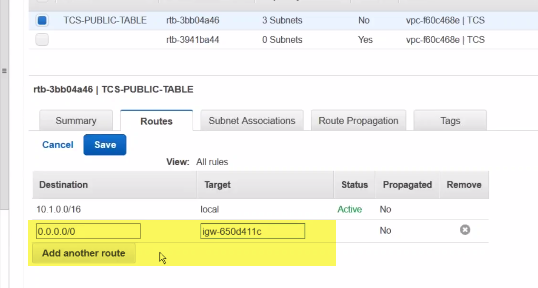 TCS-PUBLIC-TABLE rtb-3bb04a46 3 Subnets No vpc-f60c468e | TCS
rtb-3941ba44 0 Subnets Yes vpc-f60c468e | TCS
rtb-3bb04a46 | TCS-PUBLIC-TABLE
Summary Routes Subnet Associations Route Propagation Tags
Cancel Save
View: All rules
Destination Target Status Propagated Remove
10.1.0.0/16 local Active No
0.0.0.0/0 igw-650d411c No
Add another route